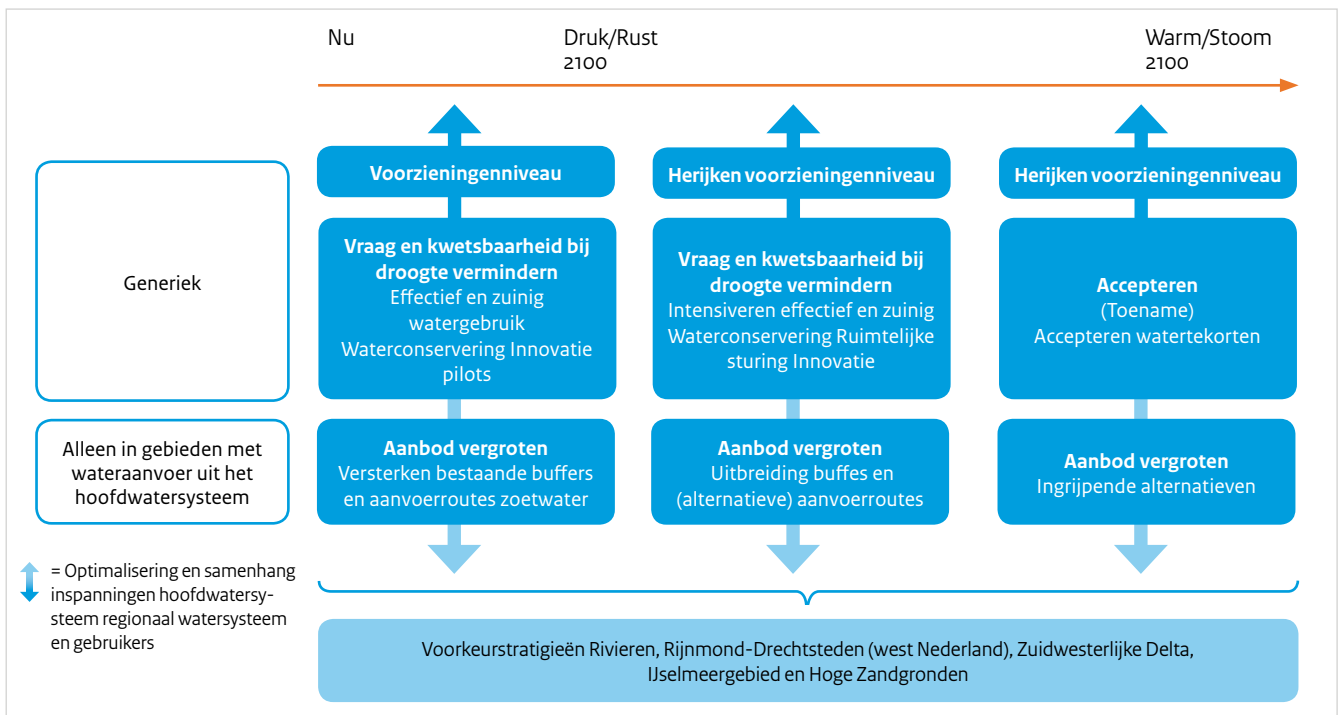 Nu
Druk/Rust
2100
Warm/Stoom
2100
Generiek
Voorzieningenniveau
Herijken voorzieningenniveau
Herijken voorzieningenniveau
Vraag en kwetsbaarheid bij
droogte vermindern
Effectief en zuinig
watergebruik
Waterconservering Innovatie
pilots
Vraag en kwetsbaarheid bij
droogte vermindern
Intensiveren effectief en zuinig
Waterconservering Ruimtelijke
sturing Innovatie
Accepteren
(Toename)
Accepteren watertekorten
Alleen in gebieden met
wateraanvoer uit het
hoofdwatersysteem
Aanbod vergroten
Versterken bestaande buffers
en aanvoerroutes zoetwater
Aanbod vergroten
Uitbreiding buffes en
(alternatieve) aanvoerroutes
Aanbod vergroten
Ingrijpende alternatieven
= Optimalisering en samenhang
inspanningen hoofdwatersy-
steem regionaal watersysteem
en gebruikers
Voorkeurstratigieën Rivieren, Rijnmond-Drechtsteden (west Nederland), Zuidwesterlijke Delta,
IJselmeergebied en Hoge Zandgronden